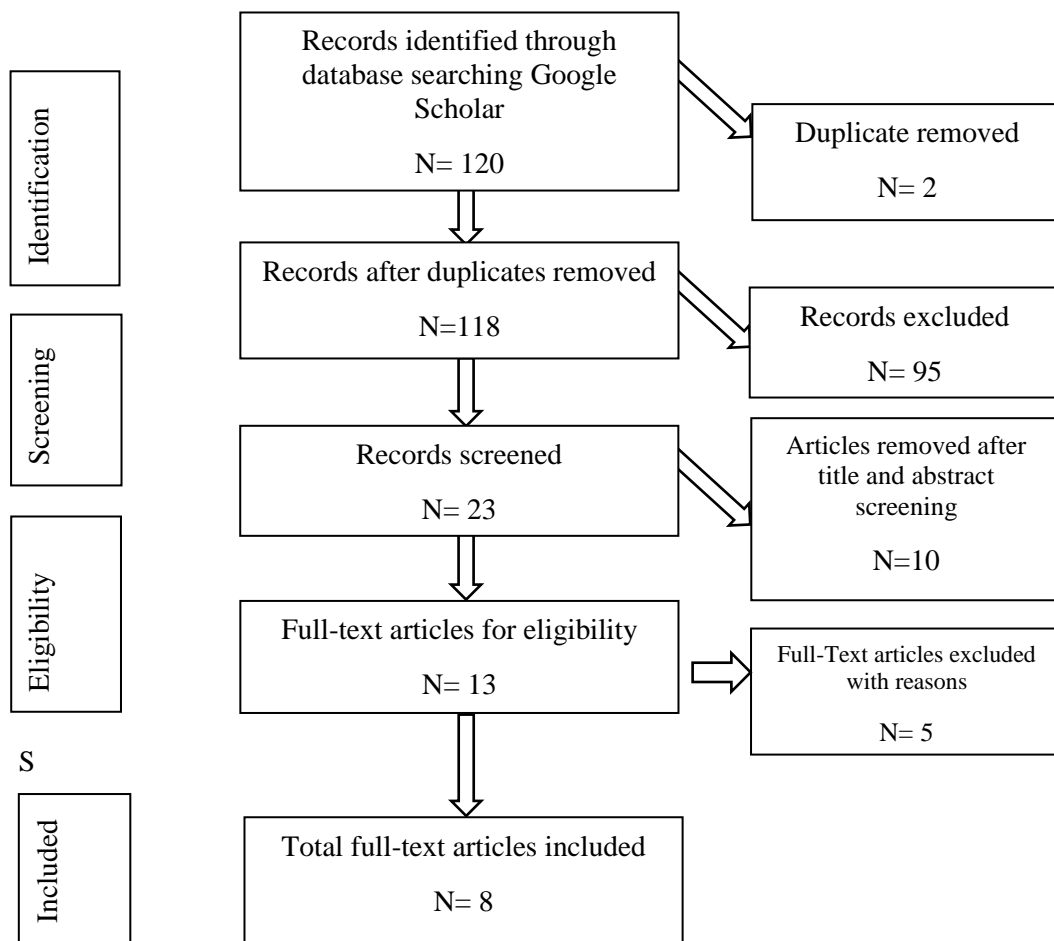 Records identified through
database searching Google
Scholar
N= 120
Duplicate removed
N= 2
Identification
Records after duplicates removed
N=118
Records excluded
N= 95
Screening
Records screened
N= 23
Articles removed after
title and abstract
screening
N=10
Eligibility
Full-text articles for eligibility
N= 13
Full-Text articles excluded
with reasons
N= 5
S
Included
Total full-text articles included
N= 8